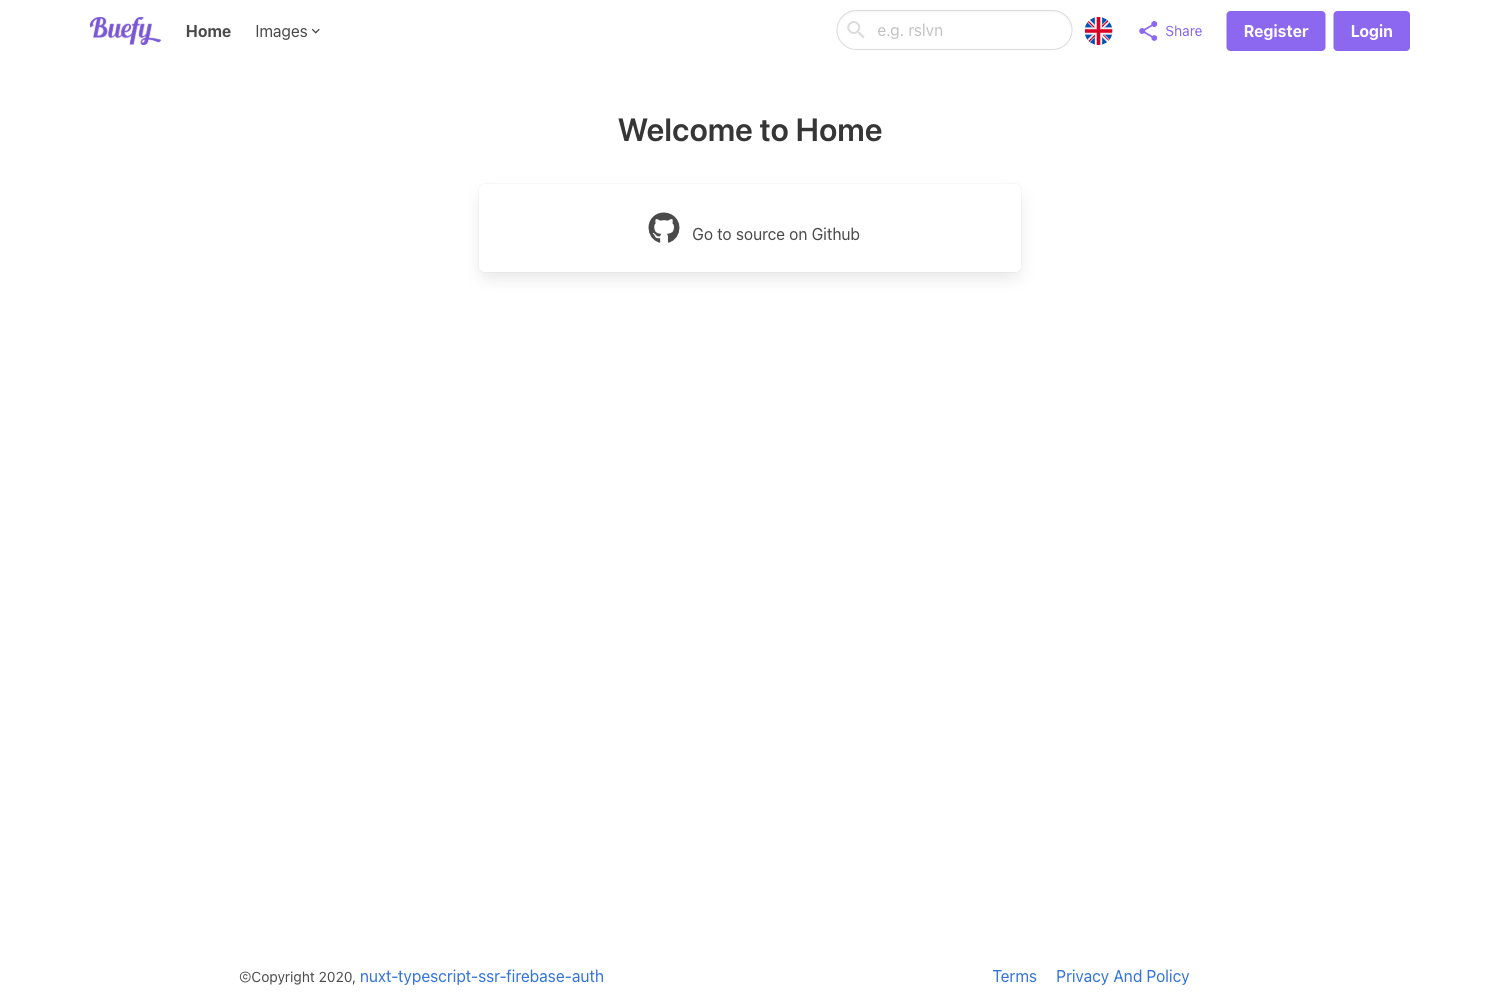 Buefy Home Images e.g. rslvn Share Register Login
Welcome to Home
Go to source on Github
©Copyright 2020, nuxt-typescript-ssr-firebase-auth Terms Privacy And Policy